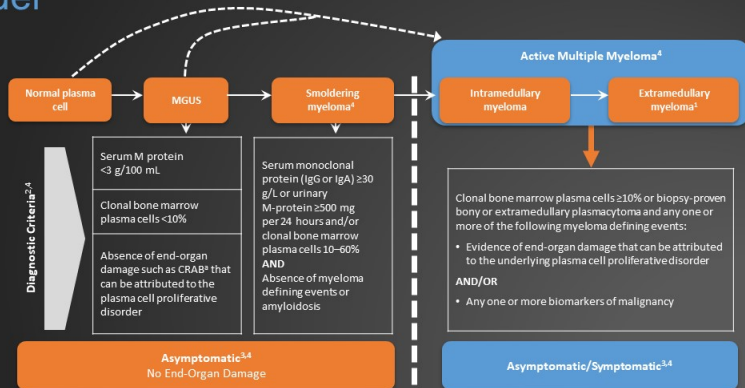 Active Multiple Myeloma⁴
Normal plasma
cell
MGUS
Smoldering
myeloma⁴
Intramedullary
myeloma
Extramedullary
myeloma¹
Diagnostic Criteria²,⁴
Serum M protein
<3 g/100 mL
Clonal bone marrow
plasma cells <10%
Absence of end-organ
damage such as CRABᵃ that
can be attributed to the
plasma cell proliferative
disorder
Serum monoclonal
protein (IgG or IgA) ≥30
g/L or urinary
M-protein ≥500 mg
per 24 hours and/or
clonal bone marrow
plasma cells 10–60%
AND
Absence of myeloma
defining events or
amyloidosis
Clonal bone marrow plasma cells ≥10% or biopsy-proven
bony or extramedullary plasmacytoma and any one or
more of the following myeloma defining events:
• Evidence of end-organ damage that can be attributed
to the underlying plasma cell proliferative disorder
AND/OR
• Any one or more biomarkers of malignancy
Asymptomatic³,⁴
No End-Organ Damage
Asymptomatic/Symptomatic³,⁴